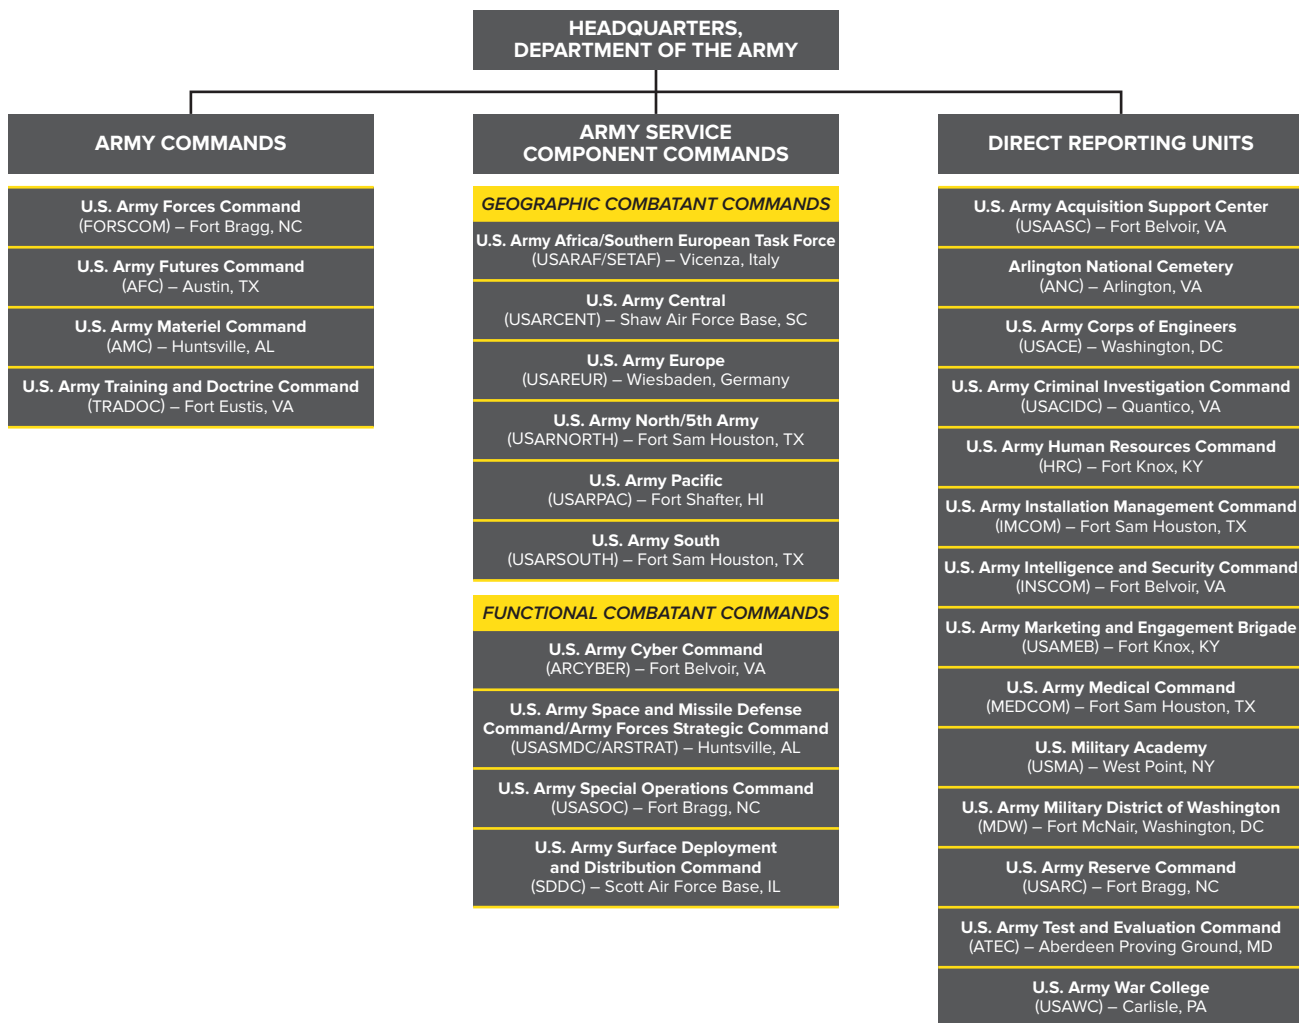 HEADQUARTERS,
DEPARTMENT OF THE ARMY
ARMY COMMANDS
U.S. Army Forces Command
(FORSCOM) – Fort Bragg, NC
U.S. Army Futures Command
(AFC) – Austin, TX
U.S. Army Materiel Command
(AMC) – Huntsville, AL
U.S. Army Training and Doctrine Command
(TRADOC) – Fort Eustis, VA
ARMY SERVICE
COMPONENT COMMANDS
GEOGRAPHIC COMBATANT COMMANDS
U.S. Army Africa/Southern European Task Force
(USARAF/SETAF) – Vicenza, Italy
U.S. Army Central
(USARCENT) – Shaw Air Force Base, SC
U.S. Army Europe
(USAREUR) – Wiesbaden, Germany
U.S. Army North/5th Army
(USARNORTH) – Fort Sam Houston, TX
U.S. Army Pacific
(USARPAC) – Fort Shafter, HI
U.S. Army South
(USARSOUTH) – Fort Sam Houston, TX
FUNCTIONAL COMBATANT COMMANDS
U.S. Army Cyber Command
(ARCYBER) – Fort Belvoir, VA
U.S. Army Space and Missile Defense
Command/Army Forces Strategic Command
(USASMDC/ARSTRAT) – Huntsville, AL
U.S. Army Special Operations Command
(USASOC) – Fort Bragg, NC
U.S. Army Surface Deployment
and Distribution Command
(SDDC) – Scott Air Force Base, IL
DIRECT REPORTING UNITS
U.S. Army Acquisition Support Center
(USAASC) – Fort Belvoir, VA
Arlington National Cemetery
(ANC) – Arlington, VA
U.S. Army Corps of Engineers
(USACE) – Washington, DC
U.S. Army Criminal Investigation Command
(USACIDC) – Quantico, VA
U.S. Army Human Resources Command
(HRC) – Fort Knox, KY
U.S. Army Installation Management Command
(IMCOM) – Fort Sam Houston, TX
U.S. Army Intelligence and Security Command
(INSCOM) – Fort Belvoir, VA
U.S. Army Marketing and Engagement Brigade
(USAMEB) – Fort Knox, KY
U.S. Army Medical Command
(MEDCOM) – Fort Sam Houston, TX
U.S. Military Academy
(USMA) – West Point, NY
U.S. Army Military District of Washington
(MDW) – Fort McNair, Washington, DC
U.S. Army Reserve Command
(USARC) – Fort Bragg, NC
U.S. Army Test and Evaluation Command
(ATEC) – Aberdeen Proving Ground, MD
U.S. Army War College
(USAWC) – Carlisle, PA